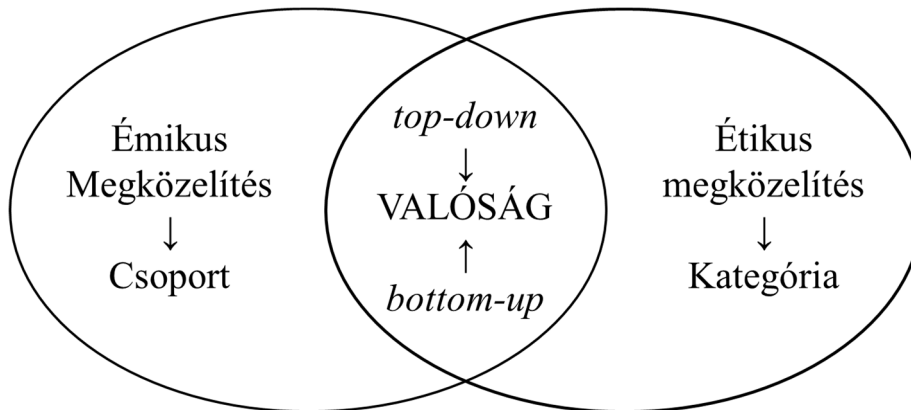 Émikus
Megközelítés
↓
Csoport
top-down
↓
VALÓSÁG
↑
bottom-up
Étikus
megközelítés
↓
Kategória